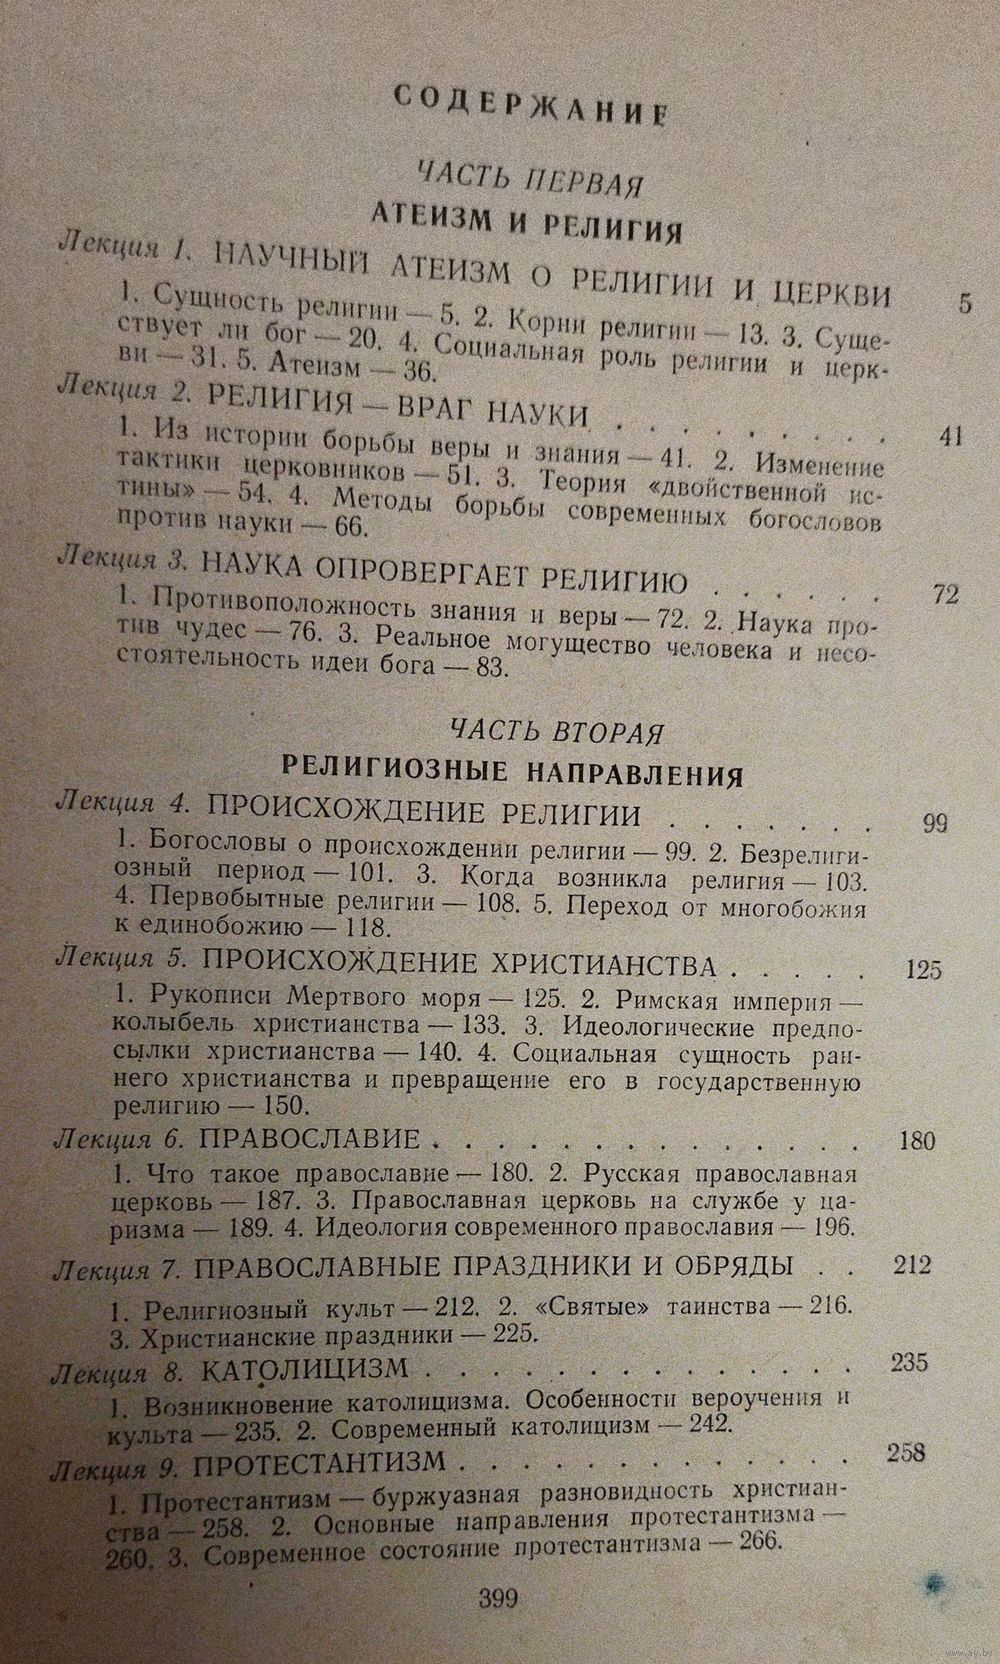 СОДЕРЖАНИЕ
ЧАСТЬ ПЕРВАЯ
АТЕИЗМ И РЕЛИГИЯ
Лекция 1. НАУЧНЫЙ АТЕИЗМ О РЕЛИГИИ И ЦЕРКВИ 5
1. Сущность религии — 5. 2. Корни религии — 13. 3. Суще-
ствует ли бог — 20. 4. Социальная роль религии и церк-
ви — 31. 5. Атеизм — 36.
Лекция 2. РЕЛИГИЯ — ВРАГ НАУКИ . . . . . . . . 41
1. Из истории борьбы веры и знания — 41. 2. Изменение
тактики церковников — 51. 3. Теория «двойственной ис-
тины» — 54. 4. Методы борьбы современных богословов
против науки — 66.
Лекция 3. НАУКА ОПРОВЕРГАЕТ РЕЛИГИЮ . . . . . . 72
1. Противоположность знания и веры — 72. 2. Наука про-
тив чудес — 76. 3. Реальное могущество человека и несо-
стоятельность идеи бога — 83.
ЧАСТЬ ВТОРАЯ
РЕЛИГИОЗНЫЕ НАПРАВЛЕНИЯ
Лекция 4. ПРОИСХОЖДЕНИЕ РЕЛИГИИ . . . . . . . 99
1. Богословы о происхождении религии — 99. 2. Безрелиги-
озный период — 101. 3. Когда возникла религия — 103.
4. Первобытные религии — 108. 5. Переход от многобожия
к единобожию — 118.
Лекция 5. ПРОИСХОЖДЕНИЕ ХРИСТИАНСТВА . . . . . 125
1. Рукописи Мертвого моря — 125. 2. Римская империя —
колыбель христианства — 133. 3. Идеологические предпо-
сылки христианства — 140. 4. Социальная сущность ран-
него христианства и превращение его в государственную
религию — 150.
Лекция 6. ПРАВОСЛАВИЕ . . . . . . . . . . . . . 180
1. Что такое православие — 180. 2. Русская православная
церковь — 187. 3. Православная церковь на службе у ца-
ризма — 189. 4. Идеология современного православия — 196.
Лекция 7. ПРАВОСЛАВНЫЕ ПРАЗДНИКИ И ОБРЯДЫ . . 212
1. Религиозный культ — 212. 2. «Святые» таинства — 216.
3. Христианские праздники — 225.
Лекция 8. КАТОЛИЦИЗМ . . . . . . . . . . . . . 235
1. Возникновение католицизма. Особенности вероучения и
культа — 235. 2. Современный католицизм — 242.
Лекция 9. ПРОТЕСТАНТИЗМ . . . . . . . . . . . . 258
1. Протестантизм — буржуазная разновидность христиан-
ства — 258. 2. Основные направления протестантизма —
260. 3. Современное состояние протестантизма — 266.
399
www.ay.by